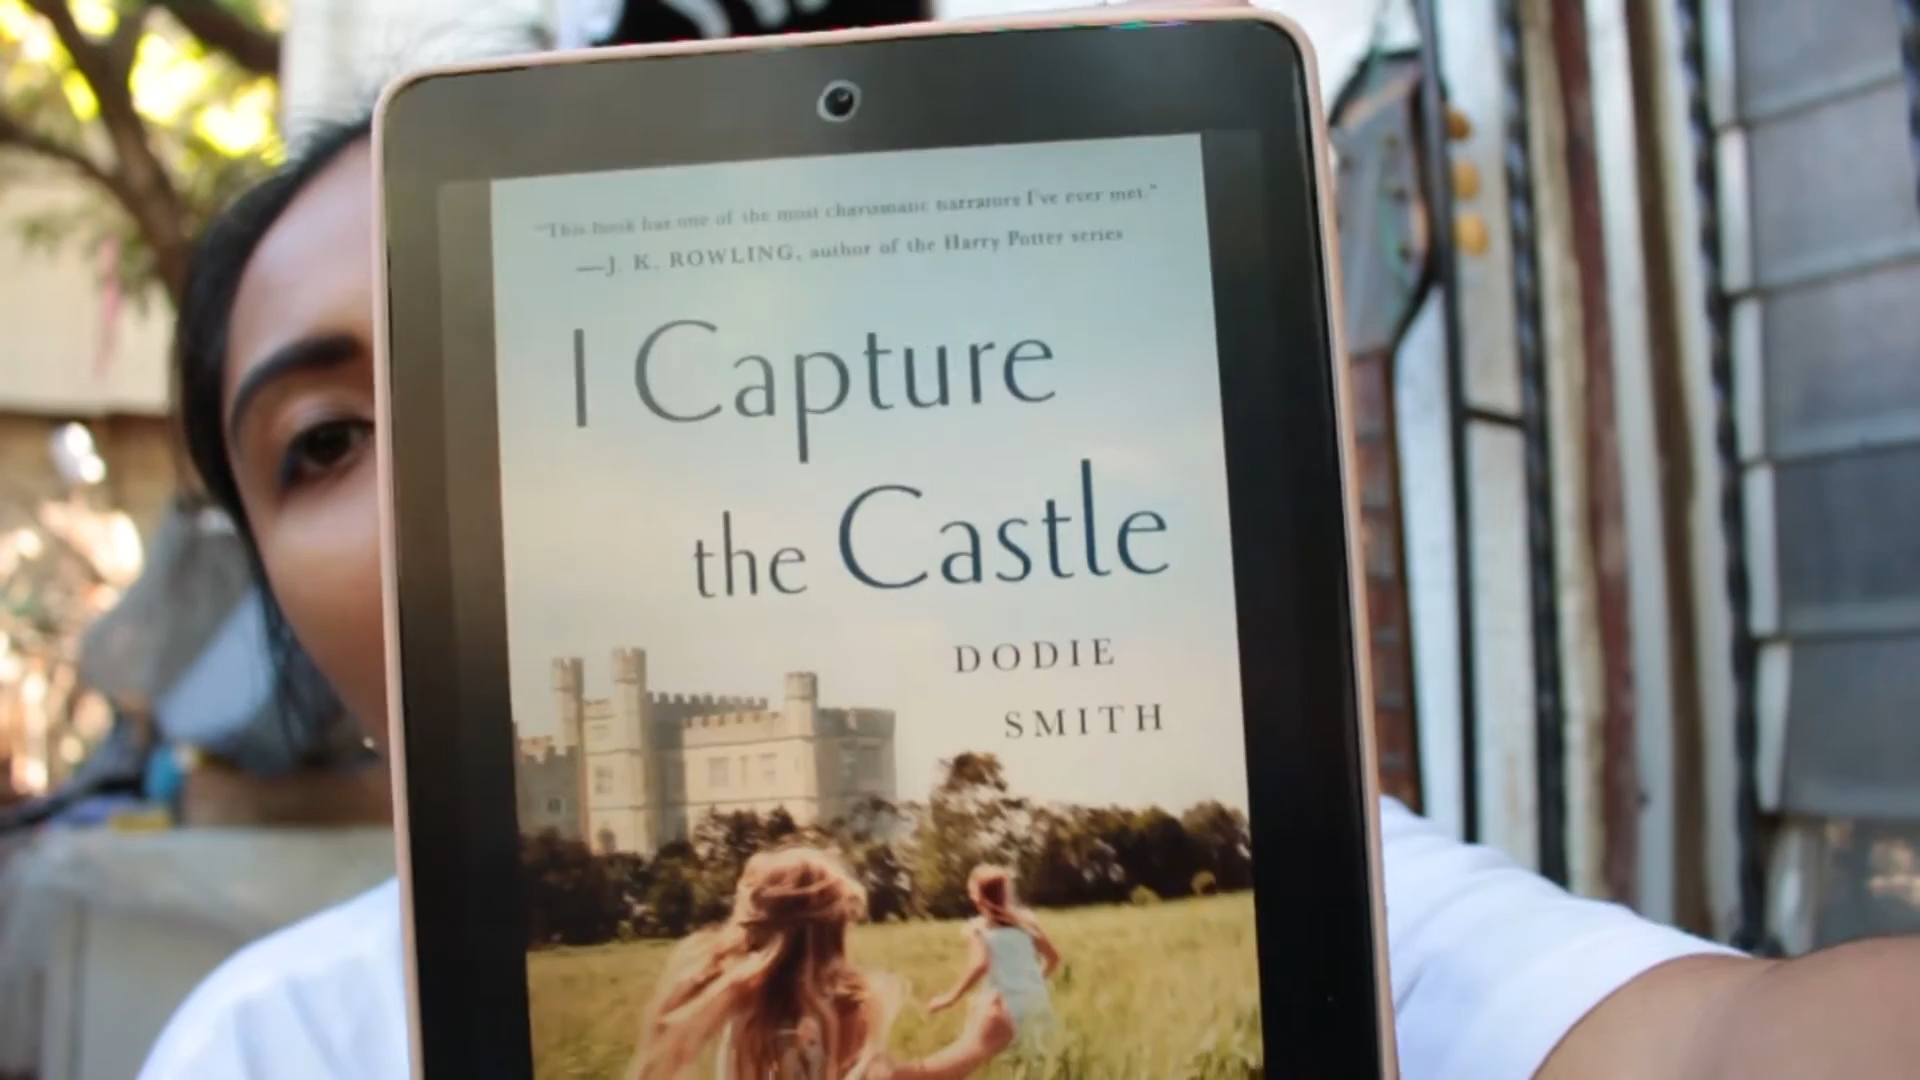 "This book has one of the most charismatic narrators I've ever met."
—J. K. ROWLING, author of the Harry Potter series
I Capture
the Castle
DODIE
SMITH